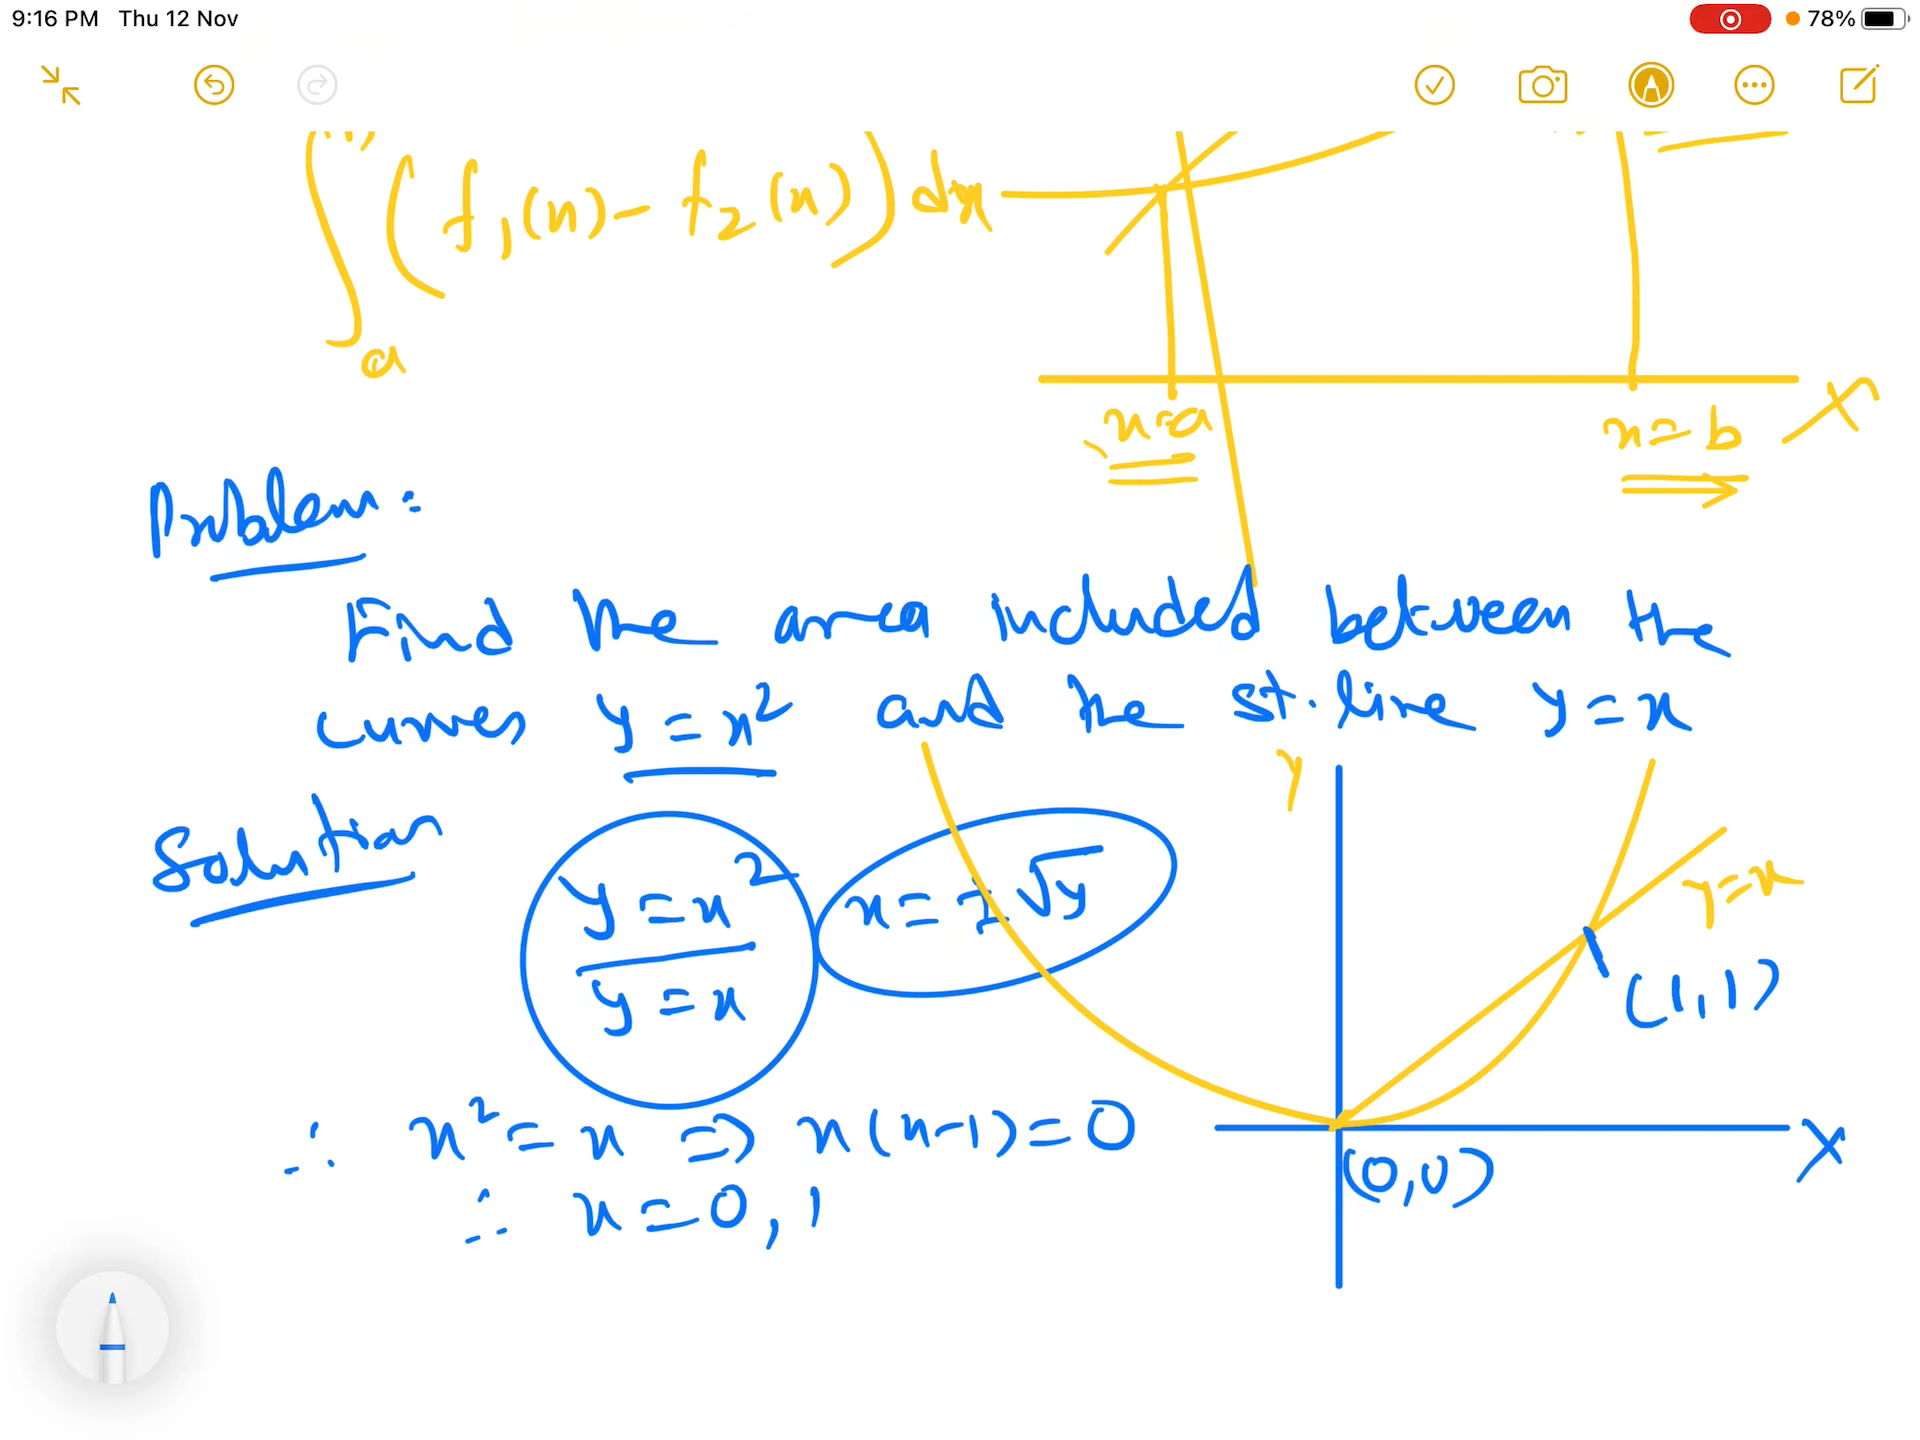 9:16 PM Thu 12 Nov
78%
∫ₐ (f₁(x) - f₂(x)) dx
x=a
x=b
X
Problem:
Find the area included between the
curves y = x² and the st. line y = x
Solution
Y
y = x²
x = ±√y
y = x
y=x
(1,1)
∴ x² = x ⇒ x(x-1)=0
X
(0,0)
∴ x = 0, 1